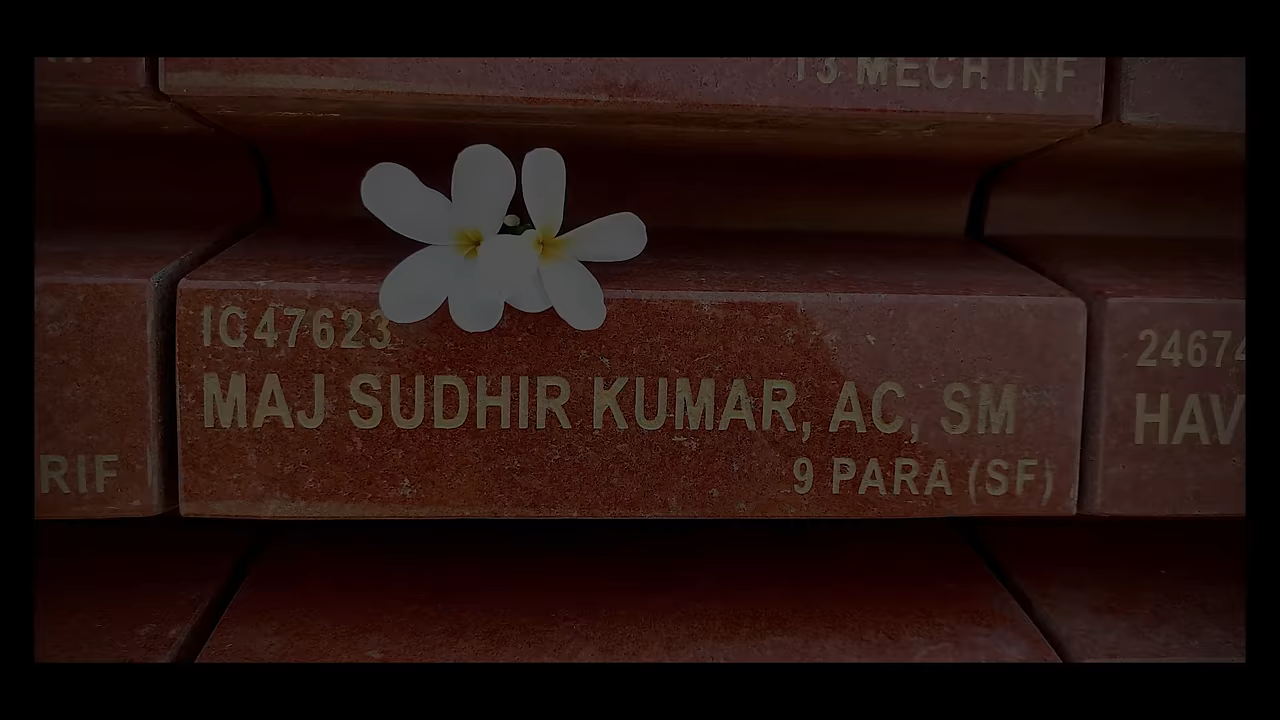 13 MECH INF
IC47623
MAJ SUDHIR KUMAR, AC, SM
9 PARA (SF)
RIF
HAV